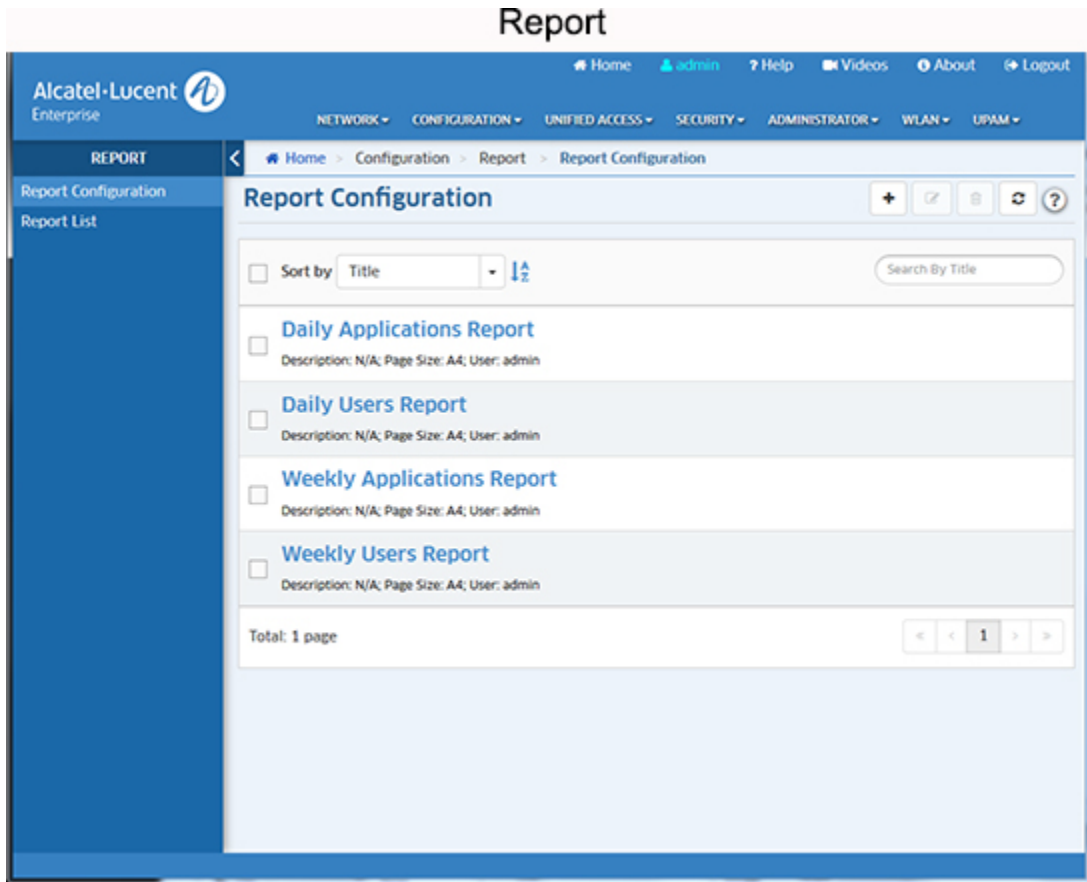 Report
Home admin ? Help Videos About Logout
Alcatel·Lucent
Enterprise
NETWORK CONFIGURATION UNIFIED ACCESS SECURITY ADMINISTRATOR WLAN UPAM
REPORT
Home > Configuration > Report > Report Configuration
Report Configuration
Report List
Report Configuration
?
Sort by Title
Search By Title
Daily Applications Report
Description: N/A; Page Size: A4; User: admin
Daily Users Report
Description: N/A; Page Size: A4; User: admin
Weekly Applications Report
Description: N/A; Page Size: A4; User: admin
Weekly Users Report
Description: N/A; Page Size: A4; User: admin
Total: 1 page
« < 1 > »